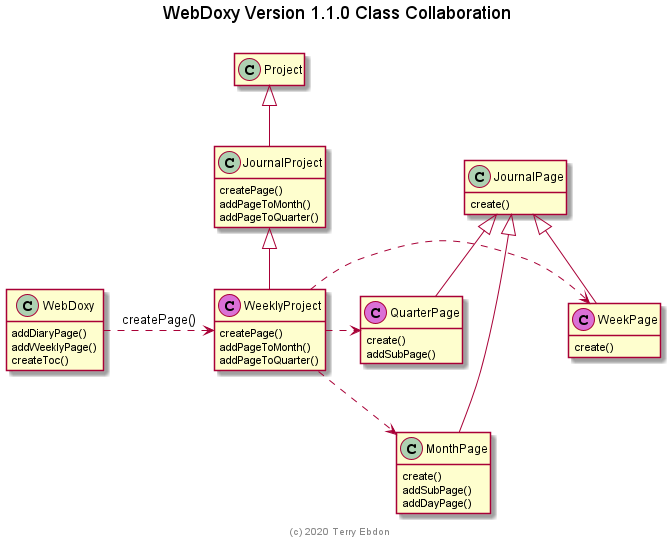 WebDoxy Version 1.1.0 Class Collaboration
C Project
C JournalProject
createPage()
addPageToMonth()
addPageToQuarter()
C JournalPage
create()
C WebDoxy
addDiaryPage()
addWeeklyPage()
createToc()
createPage()
C WeeklyProject
createPage()
addPageToMonth()
addPageToQuarter()
C QuarterPage
create()
addSubPage()
C WeekPage
create()
C MonthPage
create()
addSubPage()
addDayPage()
(c) 2020 Terry Ebdon